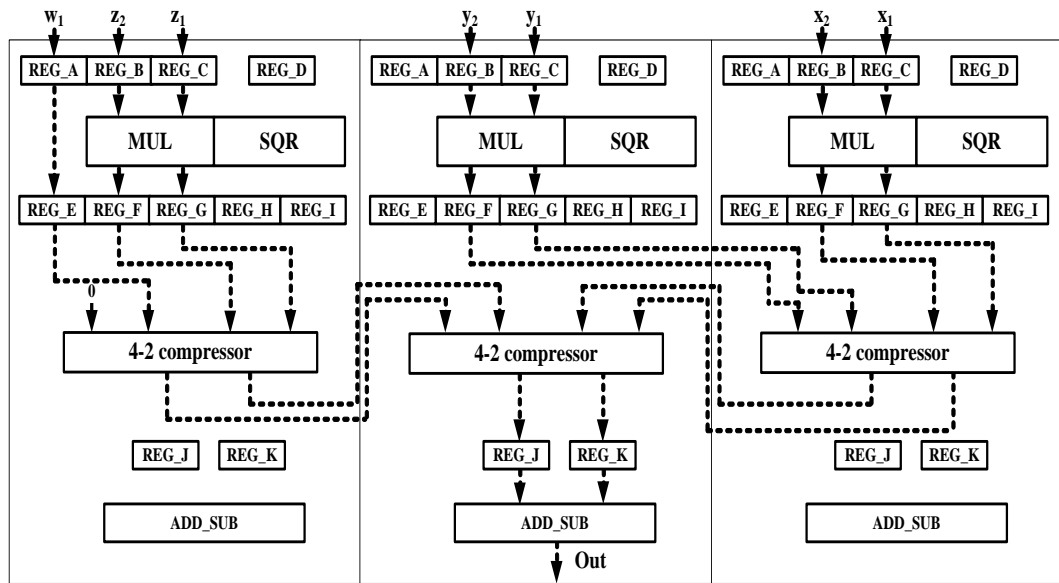 w1 z2 z1 y2 y1 x2 x1
REG_A REG_B REG_C REG_D REG_A REG_B REG_C REG_D REG_A REG_B REG_C REG_D
MUL SQR MUL SQR MUL SQR
REG_E REG_F REG_G REG_H REG_I REG_E REG_F REG_G REG_H REG_I REG_E REG_F REG_G REG_H REG_I
0
4-2 compressor 4-2 compressor 4-2 compressor
REG_J REG_K REG_J REG_K REG_J REG_K
ADD_SUB ADD_SUB ADD_SUB
Out